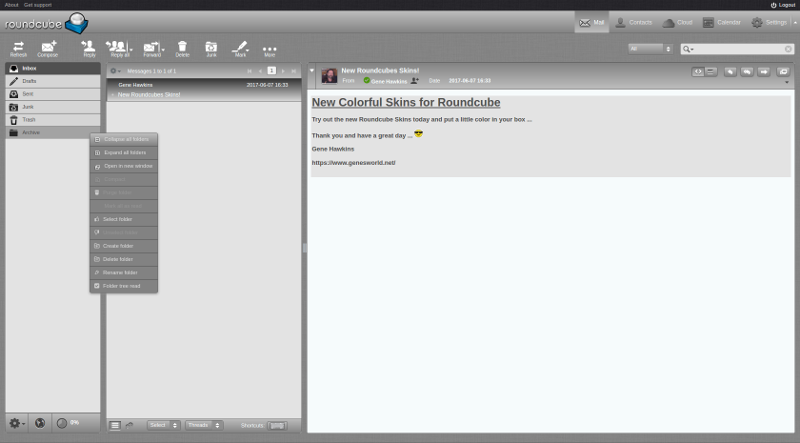 About Get support
Logout
roundcube
Mail Contacts Cloud Calendar Settings
Refresh Compose Reply Reply all Forward Delete Junk Mark More
All
Inbox
Drafts
Sent
Junk
Trash
Archive
Collapse all folders
Expand all folders
Open in new window
Select folder
Create folder
Delete folder
Rename folder
Folder tree read
0%
Messages 1 to 1 of 1
1
Gene Hawkins 2017-06-07 16:33
New Roundcubes Skins!
Select Threads Shortcuts:
New Roundcubes Skins!
From Gene Hawkins Date 2017-06-07 16:33
New Colorful Skins for Roundcube
Try out the new Roundcube Skins today and put a little color in your box ...
Thank you and have a great day ...
Gene Hawkins
https://www.genesworld.net/